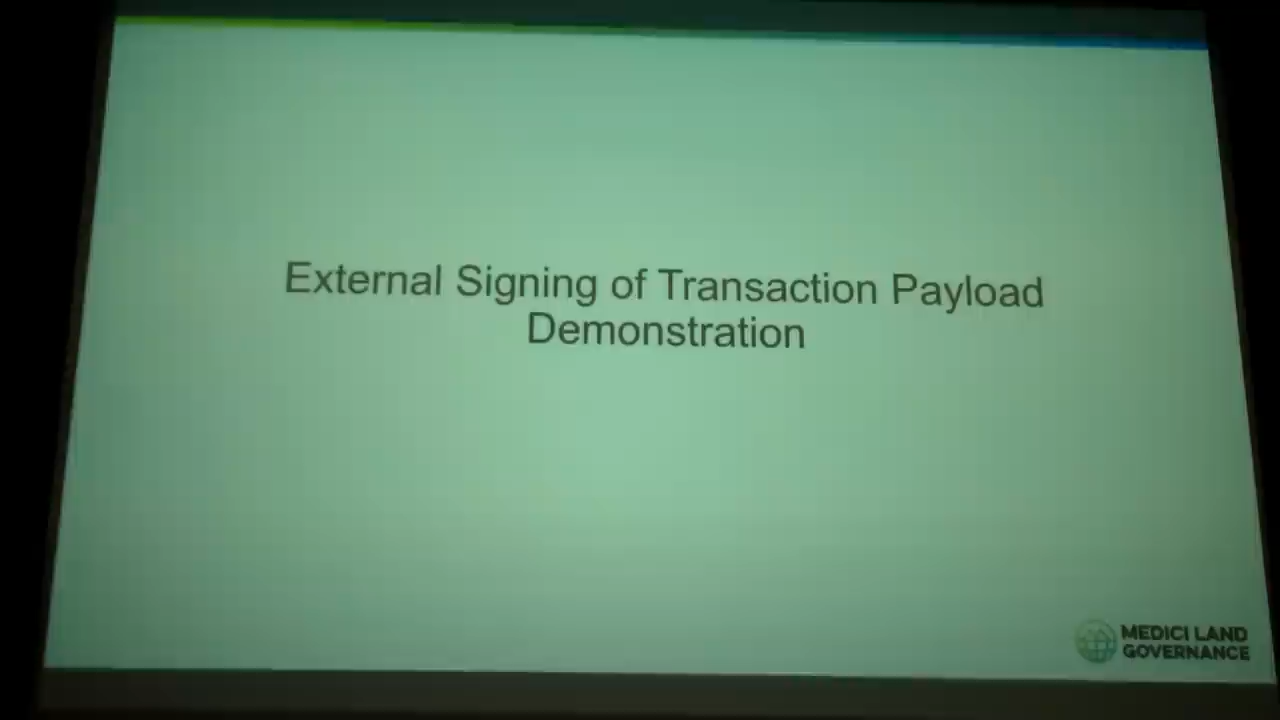 External Signing of Transaction Payload
Demonstration
MEDICI LAND
GOVERNANCE